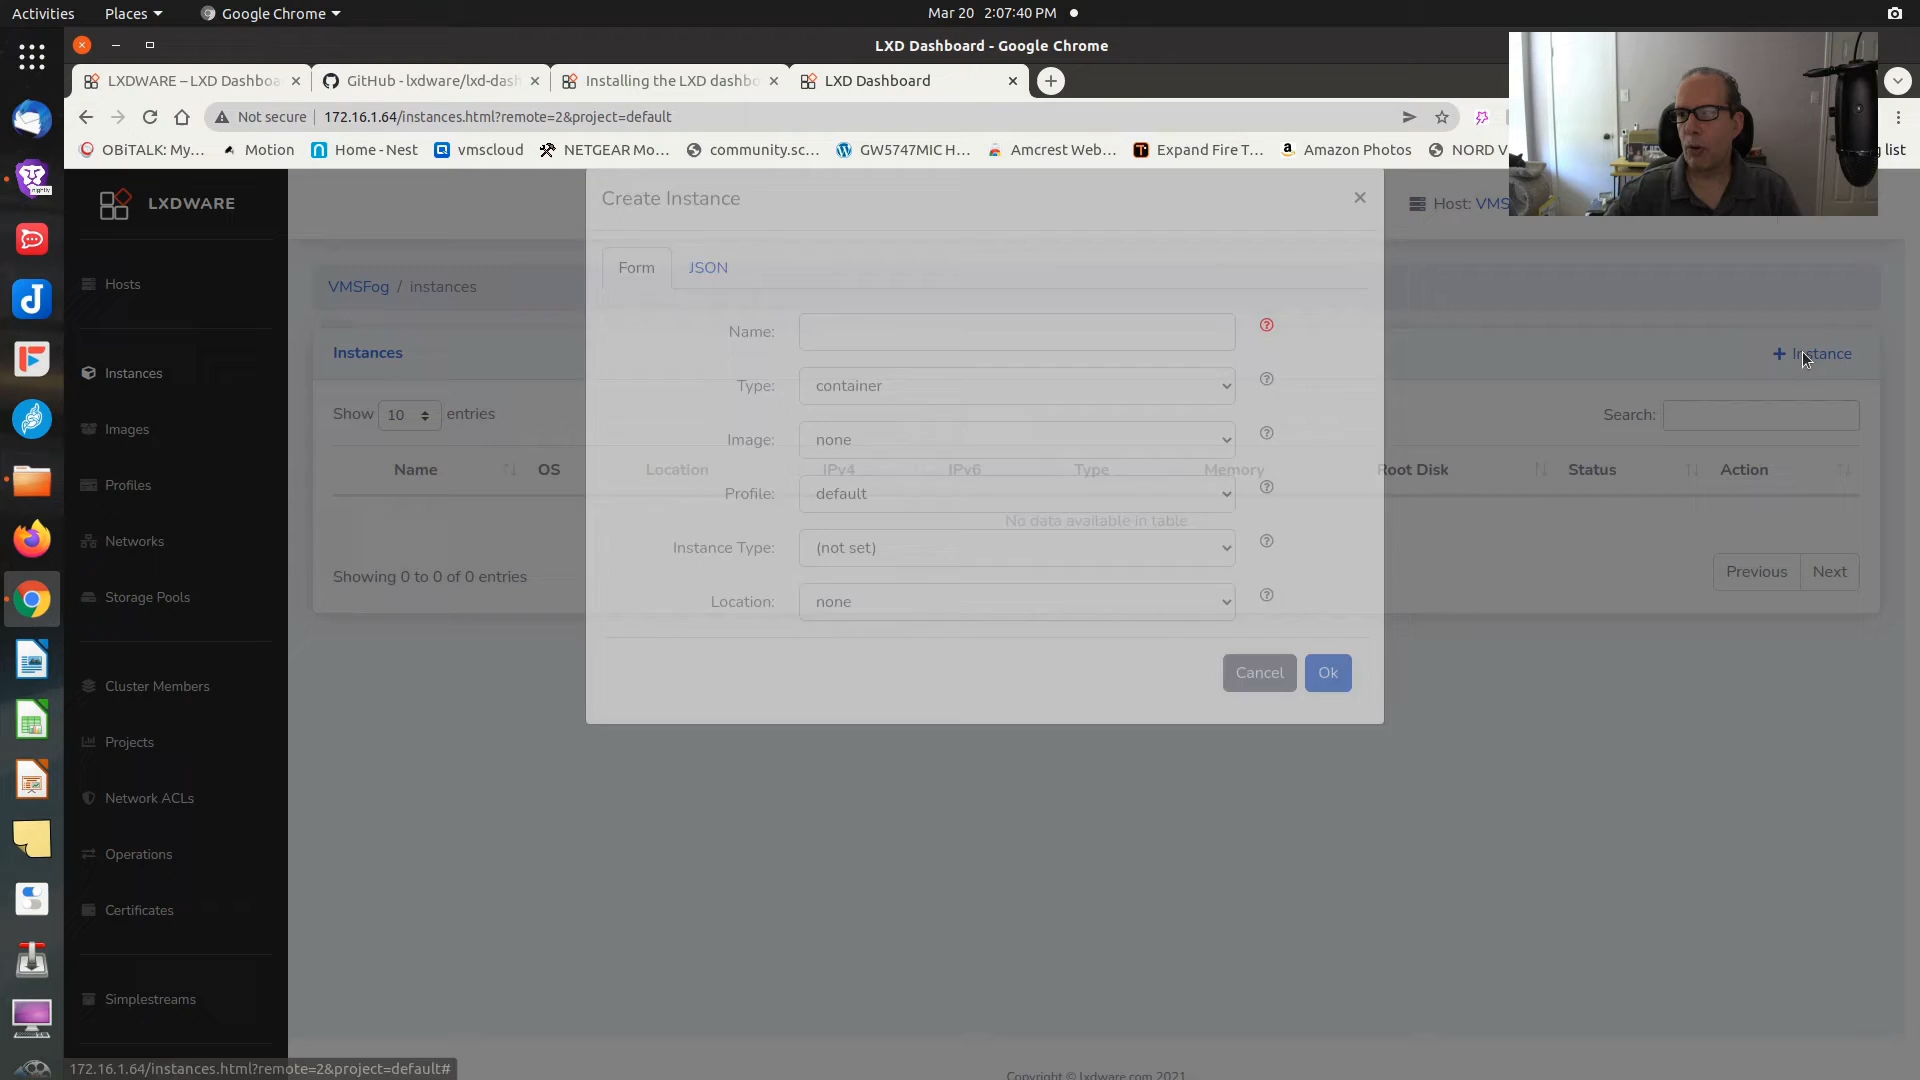 Activities Places Google Chrome Mar 20 2:07:40 PM
LXD Dashboard - Google Chrome
LXDWARE – LXD Dashboa GitHub - lxdware/lxd-dash Installing the LXD dashbo LXD Dashboard
Not secure 172.16.1.64/instances.html?remote=2&project=default
OBiTALK: My... Motion Home - Nest vmscloud NETGEAR Mo... community.sc... GW5747MIC H... Amcrest Web... Expand Fire T... Amazon Photos NORD V g list
LXDWARE
Host: VMS
Hosts
Instances
Images
Profiles
Networks
Storage Pools
Cluster Members
Projects
Network ACLs
Operations
Certificates
Simplestreams
VMSFog / instances
Instances
+ Instance
Show 10 entries
Search:
Name OS Location IPv4 IPv6 Type Memory Root Disk Status Action
No data available in table
Showing 0 to 0 of 0 entries
Previous Next
Create Instance
Form JSON
Name:
Type: container
Image: none
Profile: default
Instance Type: (not set)
Location: none
Cancel Ok
nightly
172.16.1.64/instances.html?remote=2&project=default#
Copyright © lxdware.com 2021